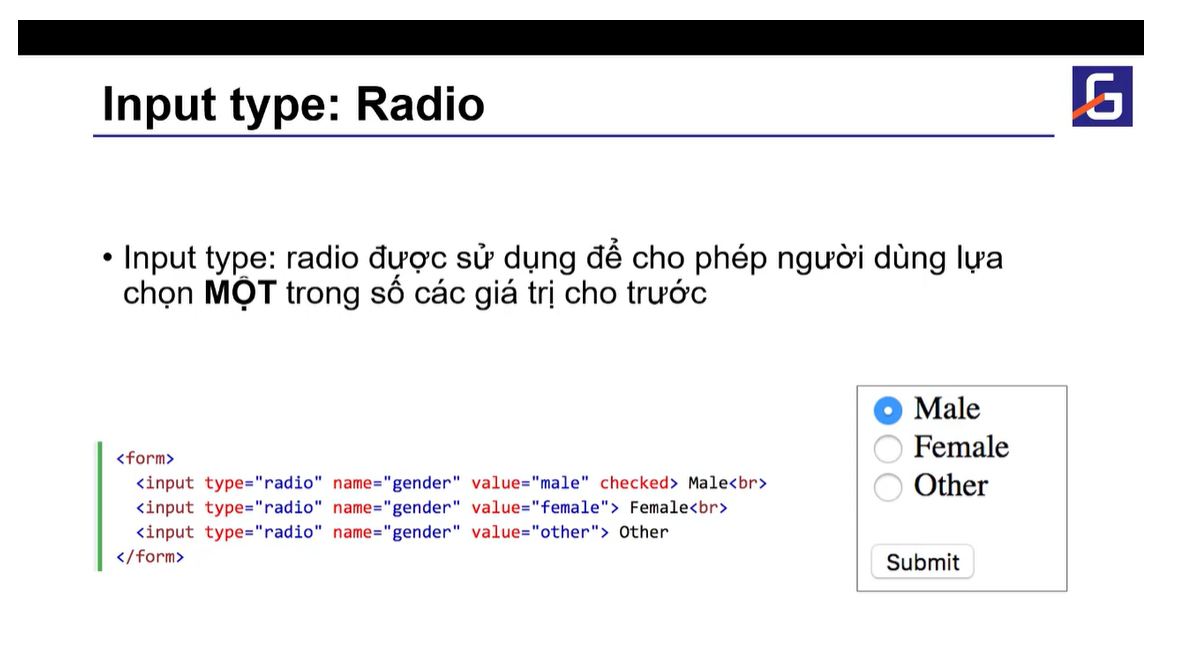 Input type: Radio
• Input type: radio được sử dụng để cho phép người dùng lựa
chọn MỘT trong số các giá trị cho trước
<form>
  <input type="radio" name="gender" value="male" checked> Male<br>
  <input type="radio" name="gender" value="female"> Female<br>
  <input type="radio" name="gender" value="other"> Other
</form>
Male
Female
Other
Submit